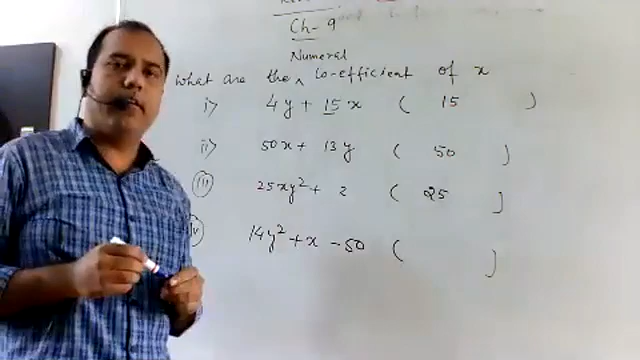 Ch-9
Numeral
What are the ^ co-efficient of x
i) 4y + 15x ( 15 )
ii) 50x + 13y ( 50 )
(iii) 25xy² + 2 ( 25 )
14y² + x - 50 ( )